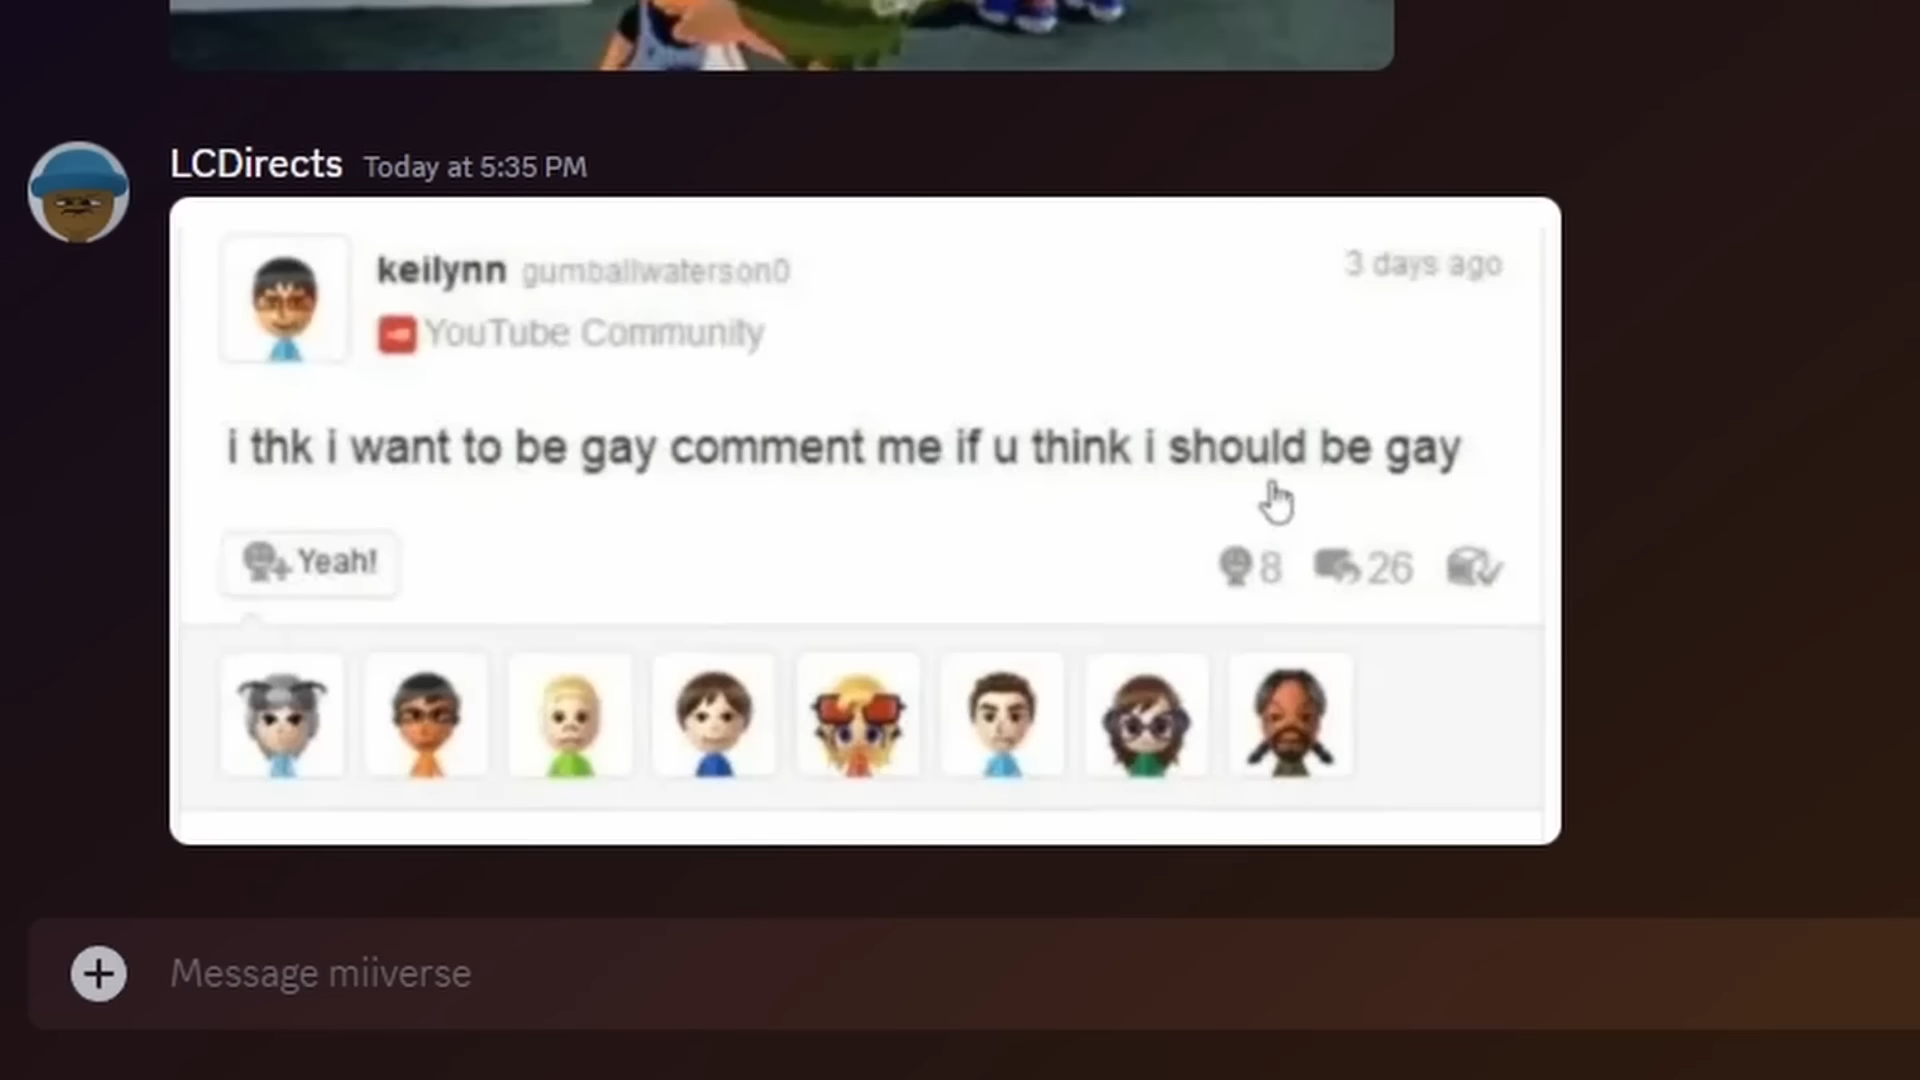 LCDirects Today at 5:35 PM
keilynn gumballwaterson0 3 days ago
YouTube Community
i thk i want to be gay comment me if u think i should be gay
Yeah! 8 26
Message miiverse